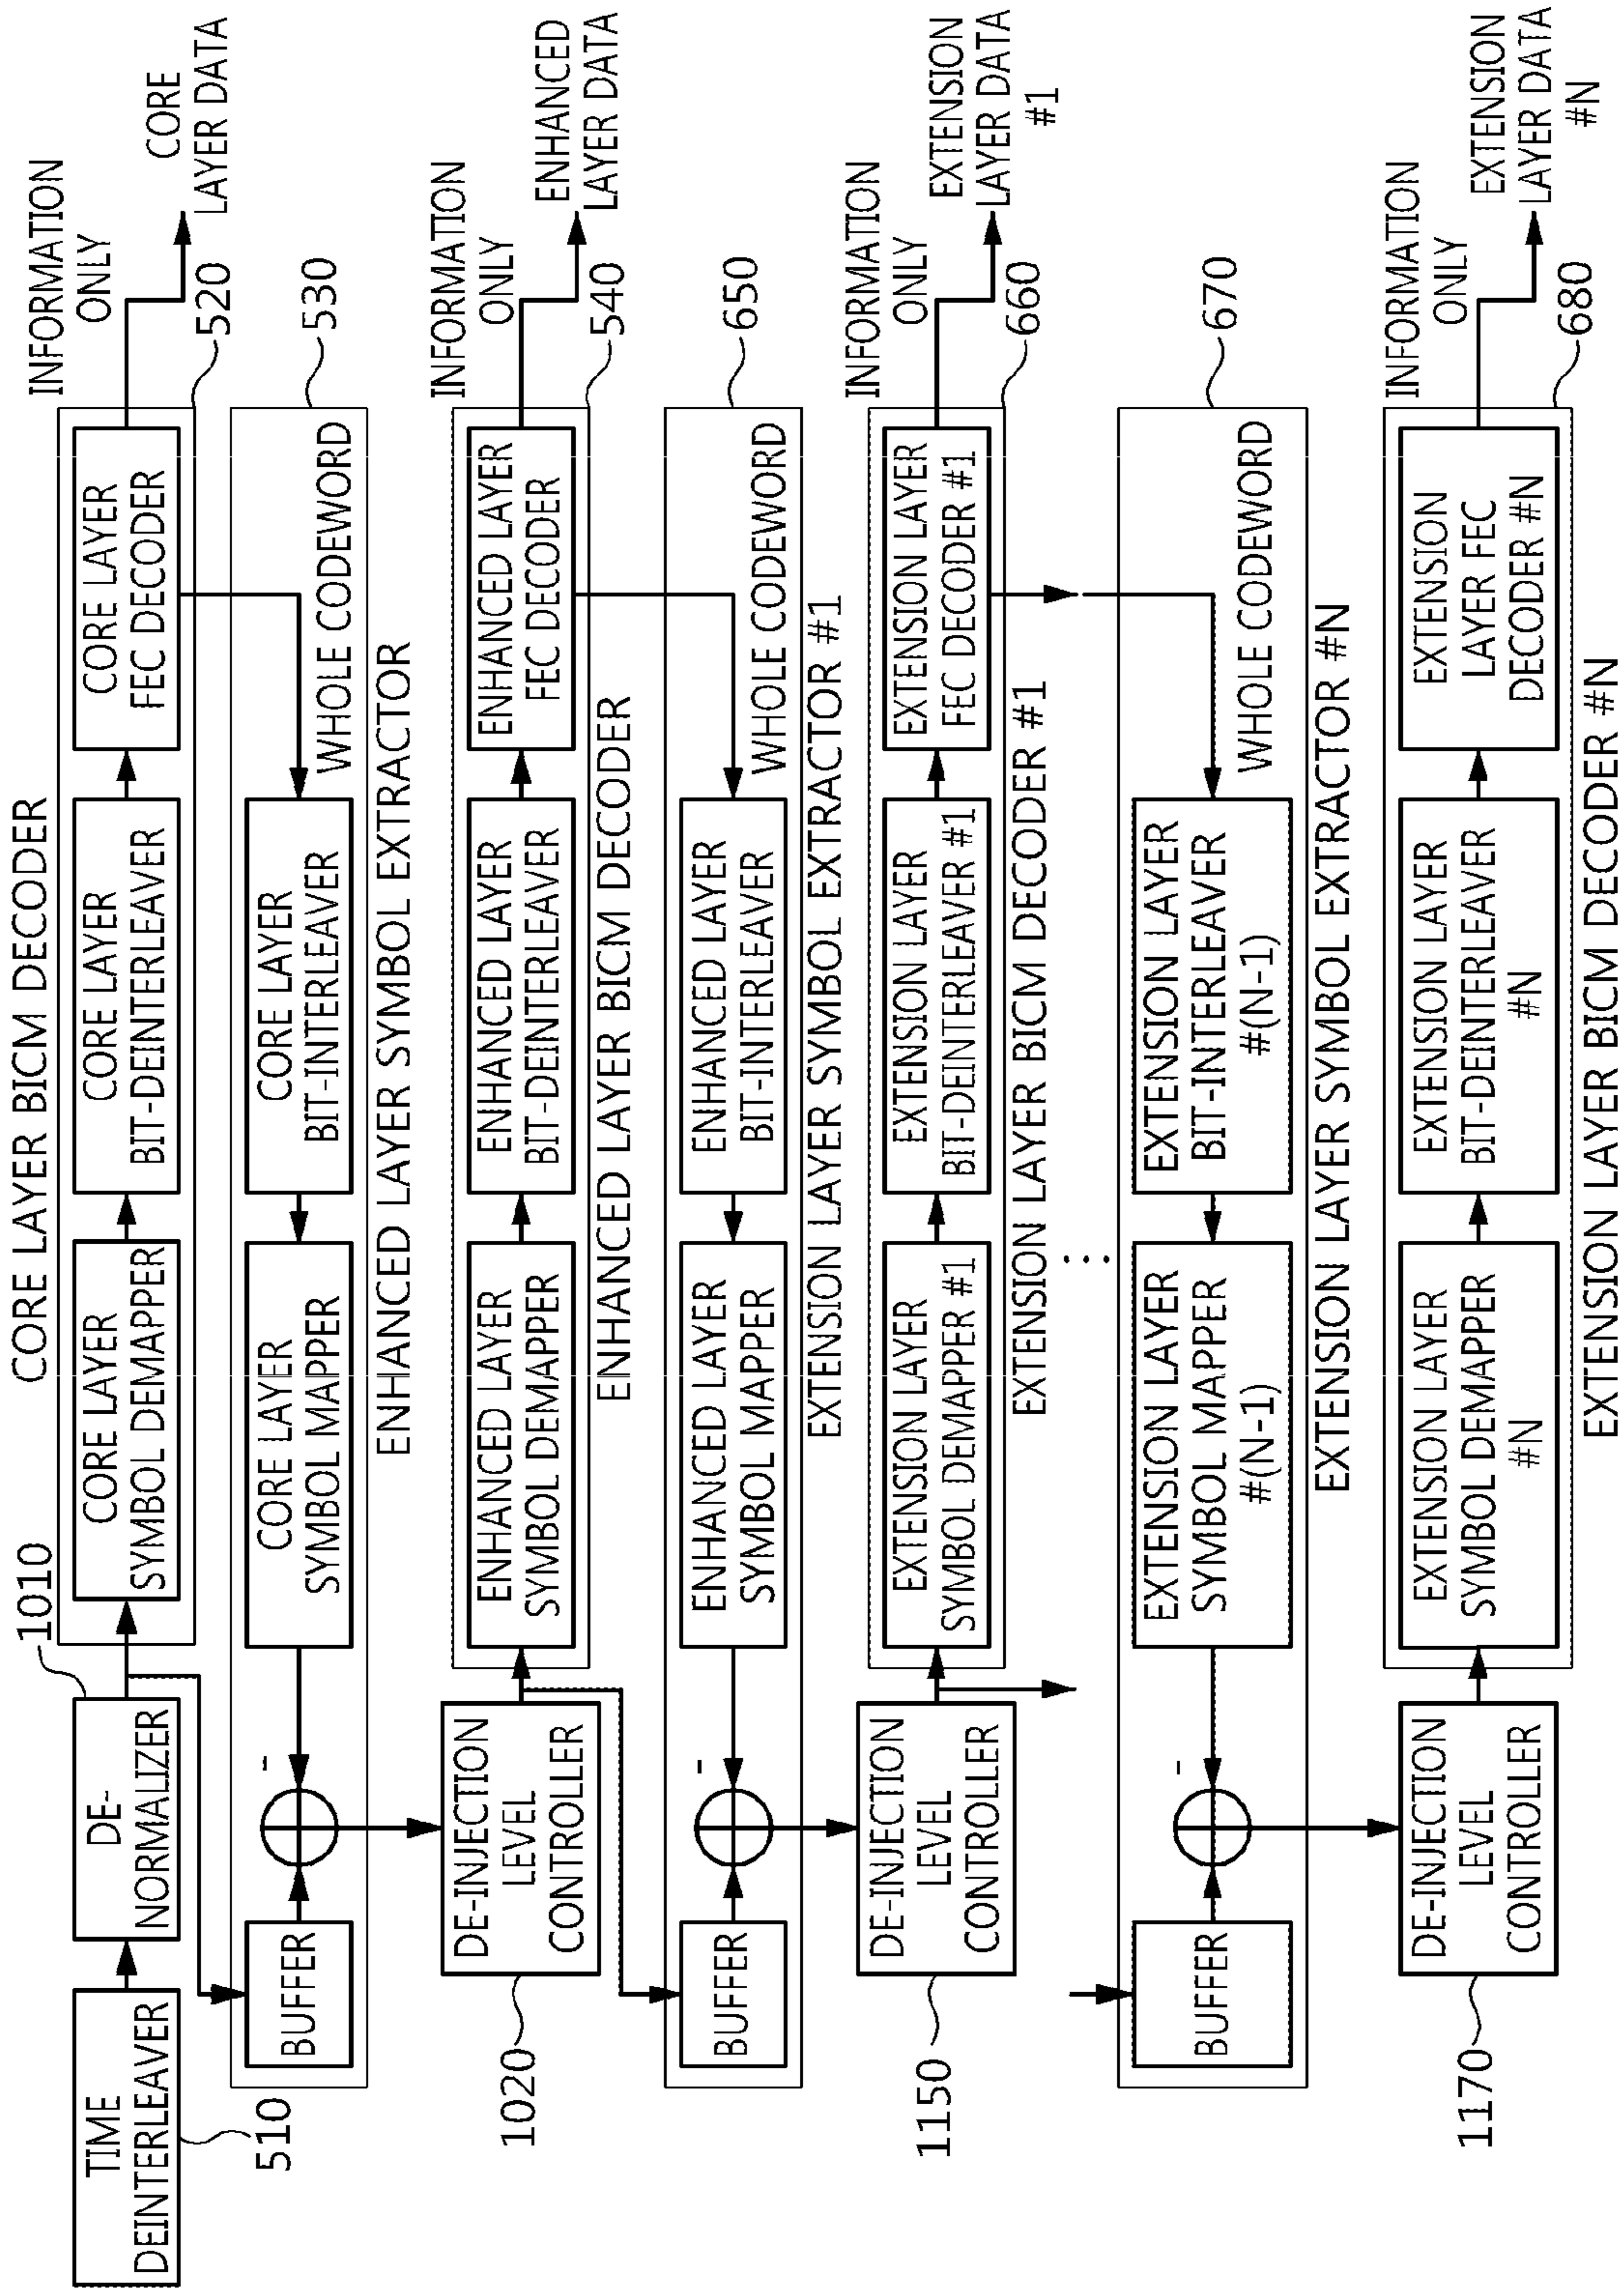 CORE LAYER BICM DECODER
1010
TIME
DEINTERLEAVER
510
DE-
NORMALIZER
CORE LAYER
SYMBOL DEMAPPER
CORE LAYER
BIT-DEINTERLEAVER
CORE LAYER
FEC DECODER
INFORMATION
ONLY
CORE
LAYER DATA
520
530
BUFFER
-
CORE LAYER
SYMBOL MAPPER
CORE LAYER
BIT-INTERLEAVER
WHOLE CODEWORD
ENHANCED LAYER SYMBOL EXTRACTOR
1020
DE-INJECTION
LEVEL
CONTROLLER
ENHANCED LAYER
SYMBOL DEMAPPER
ENHANCED LAYER
BIT-DEINTERLEAVER
ENHANCED LAYER
FEC DECODER
INFORMATION
ONLY
ENHANCED
LAYER DATA
540
ENHANCED LAYER BICM DECODER
650
BUFFER
-
ENHANCED LAYER
SYMBOL MAPPER
ENHANCED LAYER
BIT-INTERLEAVER
WHOLE CODEWORD
EXTENSION LAYER SYMBOL EXTRACTOR #1
1150
DE-INJECTION
LEVEL
CONTROLLER
EXTENSION LAYER
SYMBOL DEMAPPER #1
EXTENSION LAYER
BIT-DEINTERLEAVER #1
EXTENSION LAYER
FEC DECODER #1
INFORMATION
ONLY
EXTENSION
LAYER DATA
#1
660
EXTENSION LAYER BICM DECODER #1
...
670
BUFFER
-
EXTENSION LAYER
SYMBOL MAPPER
#(N-1)
EXTENSION LAYER
BIT-INTERLEAVER
#(N-1)
WHOLE CODEWORD
EXTENSION LAYER SYMBOL EXTRACTOR #N
1170
DE-INJECTION
LEVEL
CONTROLLER
EXTENSION LAYER
SYMBOL DEMAPPER
#N
EXTENSION LAYER
BIT-DEINTERLEAVER
#N
EXTENSION
LAYER FEC
DECODER #N
INFORMATION
ONLY
EXTENSION
LAYER DATA
#N
680
EXTENSION LAYER BICM DECODER #N